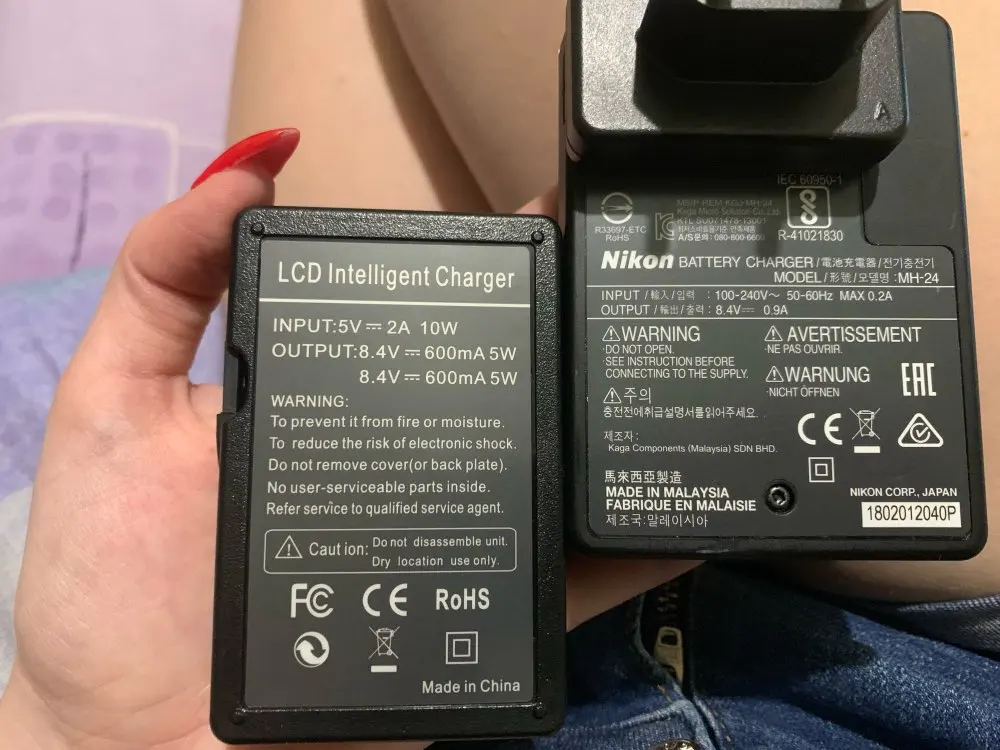 LCD Intelligent Charger
INPUT:5V⎓2A 10W
OUTPUT:8.4V⎓600mA 5W
8.4V⎓600mA 5W
WARNING:
To prevent it from fire or moisture.
To reduce the risk of electronic shock.
Do not remove cover(or back plate).
No user-serviceable parts inside.
Refer service to qualified service agent.
Caut ion: Do not disassemble unit.
Dry location use only.
FC CE RoHS
Made in China
A
IEC 60950-1
R33697-ETC
RoHS
R-41021830
Nikon BATTERY CHARGER/電池充電器/전기충전기
MODEL/形號/모델명:MH-24
INPUT/輸入/입력 : 100-240V~ 50-60Hz MAX 0.2A
OUTPUT/輸出/출력 : 8.4V⎓ 0.9A
⚠WARNING
·DO NOT OPEN.
·SEE INSTRUCTION BEFORE
CONNECTING TO THE SUPPLY.
⚠주의
충전전에취급설명서를읽어주세요.
제조자:
Kaga Components (Malaysia) SDN BHD.
⚠AVERTISSEMENT
·NE PAS OUVRIR.
⚠WARNUNG
·NICHT ÖFFNEN
EAC
CE
馬來西亞製造
MADE IN MALAYSIA
FABRIQUE EN MALAISIE
제조국:말레이시아
NIKON CORP., JAPAN
1802012040P